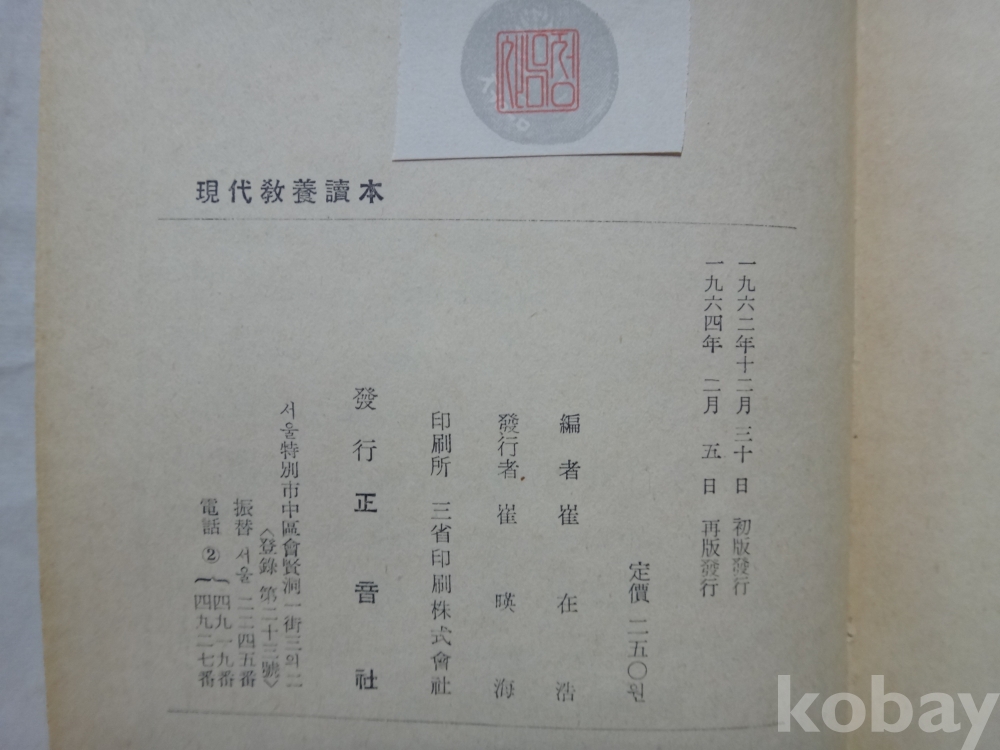 現代敎養讀本
一九六二年十二月三十日 初版發行
一九六四年 二月 五日 再版發行
定價 二五〇원
編者 崔在浩
發行者 崔暎海
印刷所 三省印刷株式會社
發行 正音社
서울特別市中區會賢洞一街三의二
<登錄 第二十三號>
振替 서울 二二四五番
電話 ② 四九一九番
四九二七番
kobay